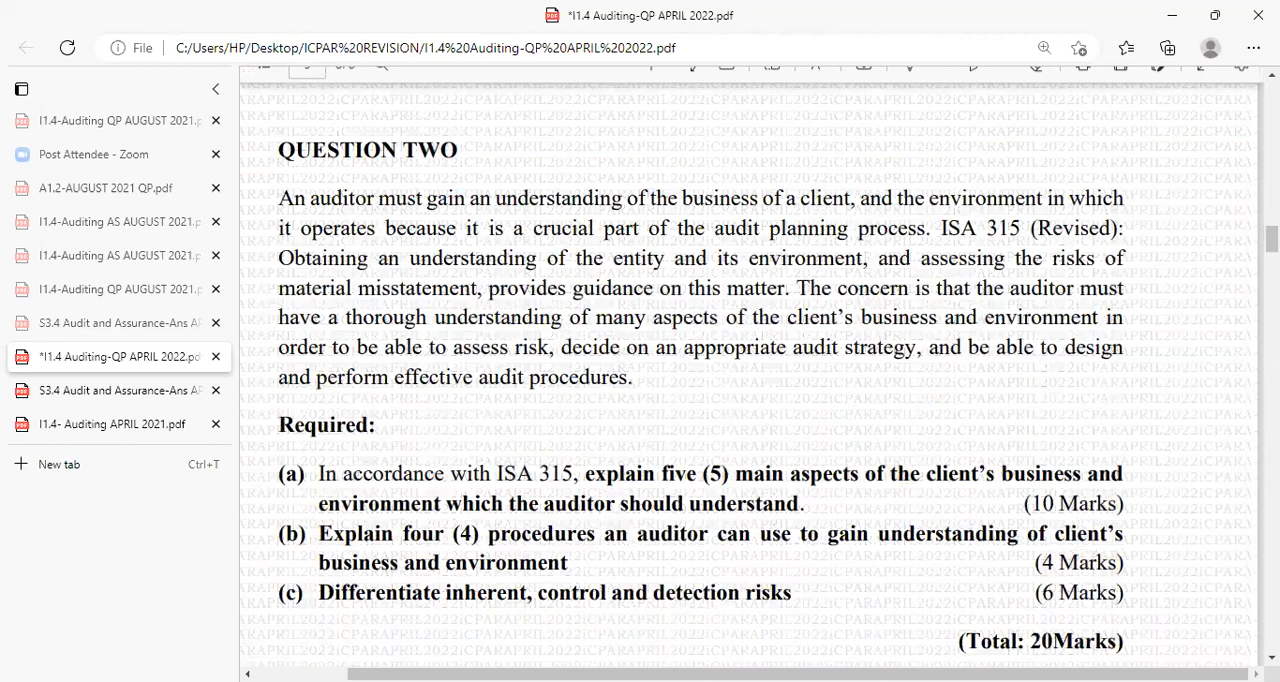 *I1.4 Auditing-QP APRIL 2022.pdf
File
C:/Users/HP/Desktop/ICPAR%20REVISION/I1.4%20Auditing-QP%20APRIL%202022.pdf
I1.4-Auditing QP AUGUST 2021.p
Post Attendee - Zoom
A1.2-AUGUST 2021 QP.pdf
I1.4-Auditing AS AUGUST 2021.p
I1.4-Auditing AS AUGUST 2021.p
I1.4-Auditing QP AUGUST 2021.p
S3.4 Audit and Assurance-Ans AF
*I1.4 Auditing-QP APRIL 2022.pd
S3.4 Audit and Assurance-Ans AF
I1.4- Auditing APRIL 2021.pdf
New tab Ctrl+T
QUESTION TWO
An auditor must gain an understanding of the business of a client, and the environment in which
it operates because it is a crucial part of the audit planning process. ISA 315 (Revised):
Obtaining an understanding of the entity and its environment, and assessing the risks of
material misstatement, provides guidance on this matter. The concern is that the auditor must
have a thorough understanding of many aspects of the client’s business and environment in
order to be able to assess risk, decide on an appropriate audit strategy, and be able to design
and perform effective audit procedures.
Required:
(a) In accordance with ISA 315, explain five (5) main aspects of the client’s business and
environment which the auditor should understand. (10 Marks)
(b) Explain four (4) procedures an auditor can use to gain understanding of client’s
business and environment (4 Marks)
(c) Differentiate inherent, control and detection risks (6 Marks)
(Total: 20Marks)